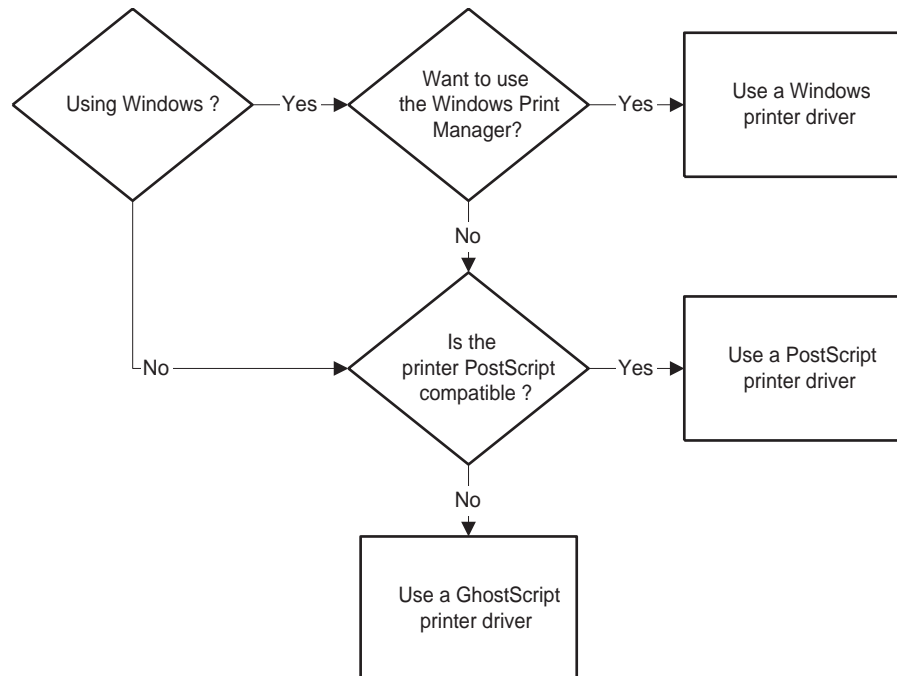 Using Windows ?
Yes
Want to use
the Windows Print
Manager?
Yes
Use a Windows
printer driver
No
No
Is the
printer PostScript
compatible ?
Yes
Use a PostScript
printer driver
No
Use a GhostScript
printer driver